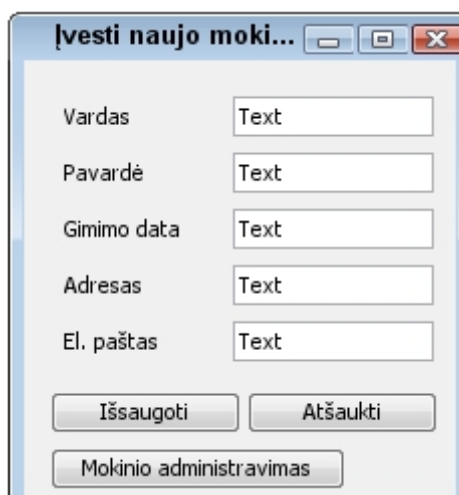 Įvesti naujo moki...
Vardas Text
Pavardė Text
Gimimo data Text
Adresas Text
El. paštas Text
Išsaugoti Atšaukti
Mokinio administravimas